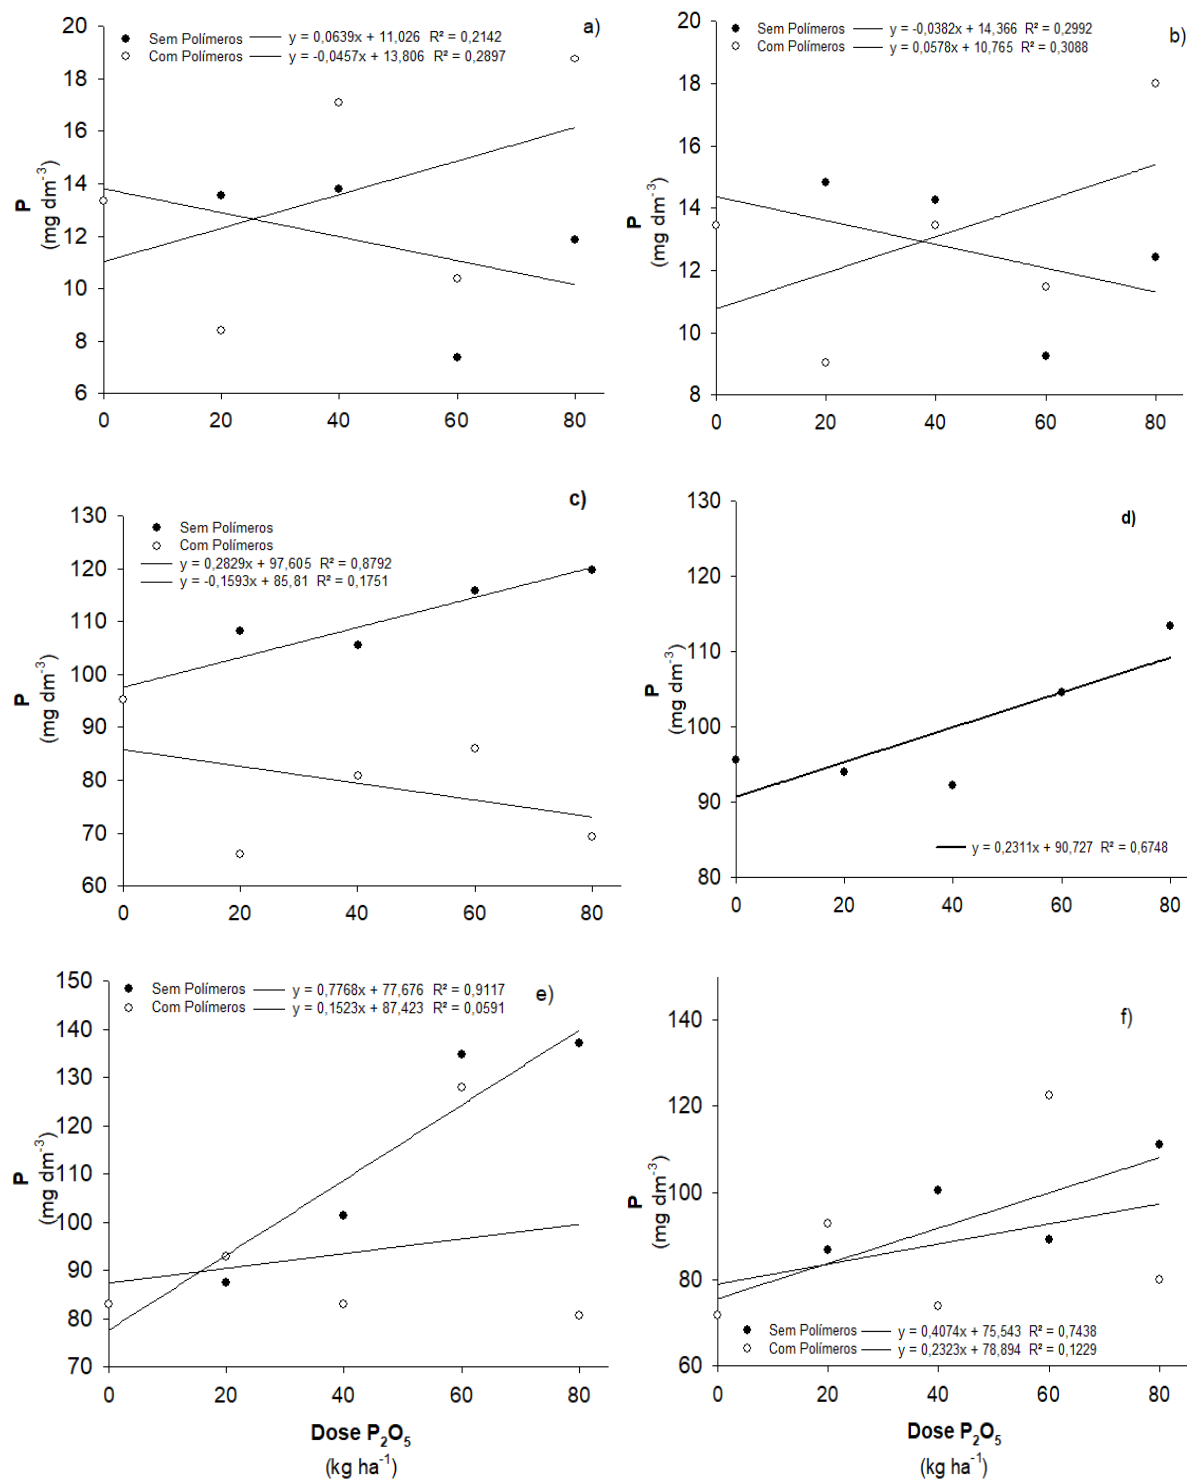 a)
Sem Polímeros y = 0,0639x + 11,026 R² = 0,2142
Com Polímeros y = -0,0457x + 13,806 R² = 0,2897
20
18
16
14
12
10
8
6
P
(mg dm⁻³)
0 20 40 60 80
b)
Sem Polímeros y = -0,0382x + 14,366 R² = 0,2992
Com Polímeros y = 0,0578x + 10,765 R² = 0,3088
20
18
16
14
12
10
8
P
(mg dm⁻³)
0 20 40 60 80
c)
Sem Polímeros
Com Polímeros
y = 0,2829x + 97,605 R² = 0,8792
y = -0,1593x + 85,81 R² = 0,1751
130
120
110
100
90
80
70
60
P
(mg dm⁻³)
0 20 40 60 80
d)
130
120
110
100
90
80
P
(mg dm⁻³)
y = 0,2311x + 90,727 R² = 0,6748
0 20 40 60 80
e)
Sem Polímeros y = 0,7768x + 77,676 R² = 0,9117
Com Polímeros y = 0,1523x + 87,423 R² = 0,0591
150
140
130
120
110
100
90
80
70
P
(mg dm⁻³)
0 20 40 60 80
Dose P₂O₅
(kg ha⁻¹)
f)
140
120
100
80
60
P
(mg dm⁻³)
Sem Polímeros y = 0,4074x + 75,543 R² = 0,7438
Com Polímeros y = 0,2323x + 78,894 R² = 0,1229
0 20 40 60 80
Dose P₂O₅
(kg ha⁻¹)